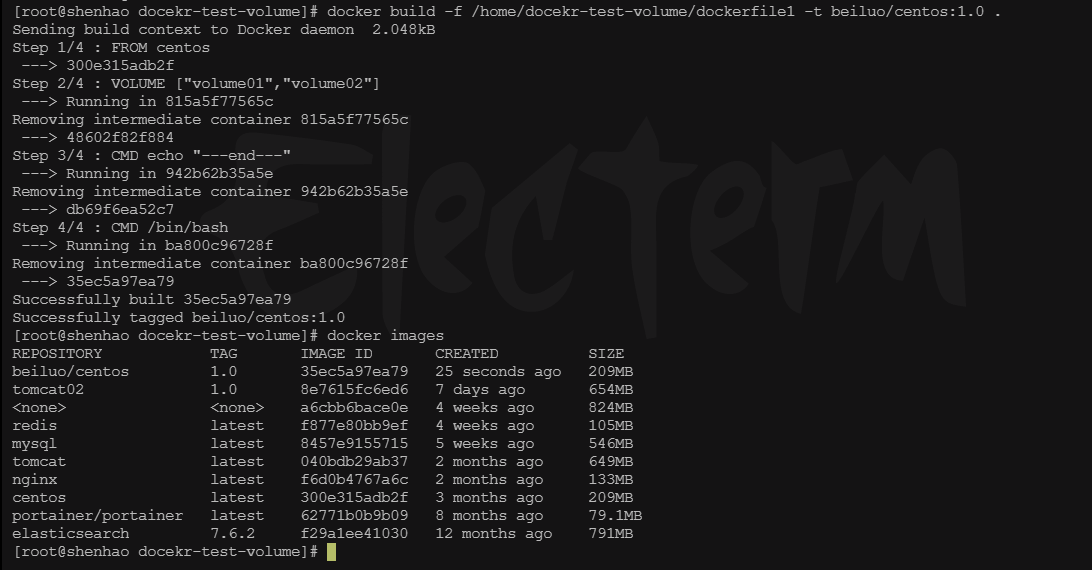 [root@shenhao docekr-test-volume]# docker build -f /home/docekr-test-volume/dockerfile1 -t beiluo/centos:1.0 .
Sending build context to Docker daemon  2.048kB
Step 1/4 : FROM centos
 ---> 300e315adb2f
Step 2/4 : VOLUME ["volume01","volume02"]
 ---> Running in 815a5f77565c
Removing intermediate container 815a5f77565c
 ---> 48602f82f884
Step 3/4 : CMD echo "---end---"
 ---> Running in 942b62b35a5e
Removing intermediate container 942b62b35a5e
 ---> db69f6ea52c7
Step 4/4 : CMD /bin/bash
 ---> Running in ba800c96728f
Removing intermediate container ba800c96728f
 ---> 35ec5a97ea79
Successfully built 35ec5a97ea79
Successfully tagged beiluo/centos:1.0
[root@shenhao docekr-test-volume]# docker images
REPOSITORY            TAG       IMAGE ID       CREATED          SIZE
beiluo/centos         1.0       35ec5a97ea79   25 seconds ago   209MB
tomcat02              1.0       8e7615fc6ed6   7 days ago       654MB
<none>                <none>    a6cbb6bace0e   4 weeks ago      824MB
redis                 latest    f877e80bb9ef   4 weeks ago      105MB
mysql                 latest    8457e9155715   5 weeks ago      546MB
tomcat                latest    040bdb29ab37   2 months ago     649MB
nginx                 latest    f6d0b4767a6c   2 months ago     133MB
centos                latest    300e315adb2f   3 months ago     209MB
portainer/portainer   latest    62771b0b9b09   8 months ago     79.1MB
elasticsearch         7.6.2     f29a1ee41030   12 months ago    791MB
[root@shenhao docekr-test-volume]#
Electerm